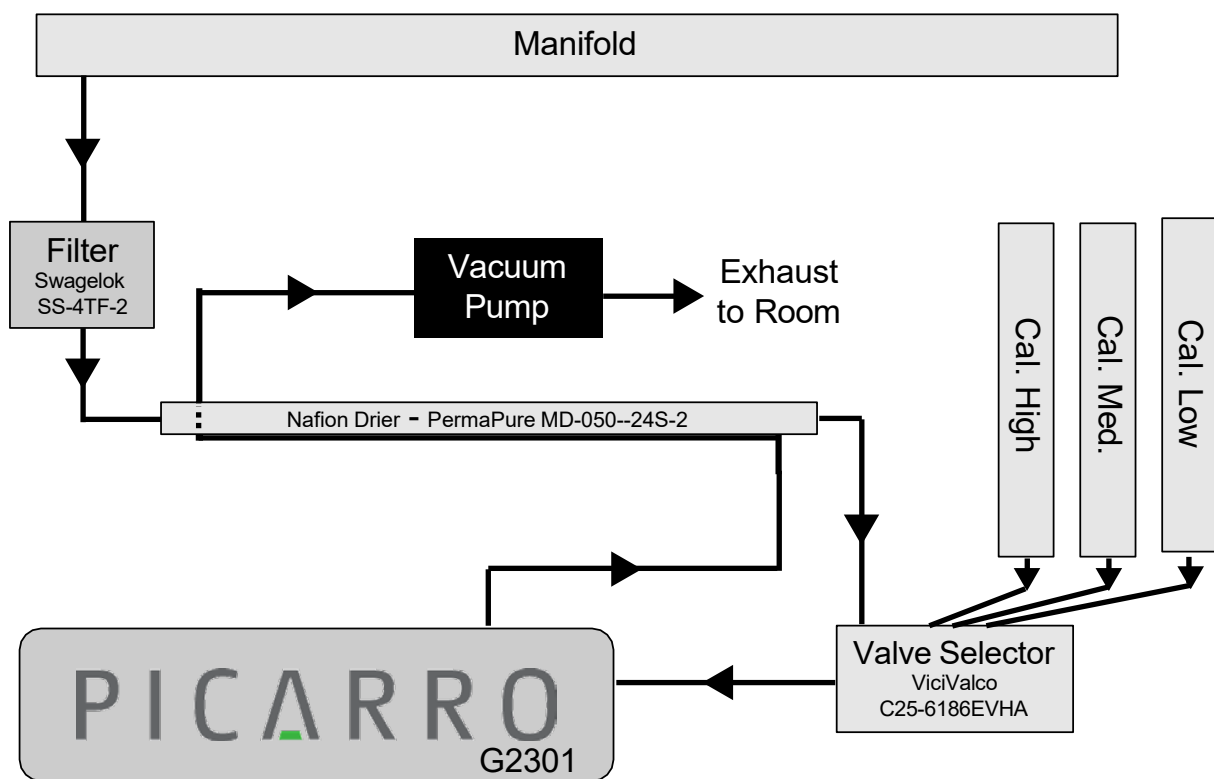 Manifold
Filter
Swagelok
SS-4TF-2
Vacuum
Pump
Exhaust
to Room
Cal. High
Cal. Med.
Cal. Low
Nafion Drier - PermaPure MD-050--24S-2
Valve Selector
ViciValco
C25-6186EVHA
PICARRO
G2301